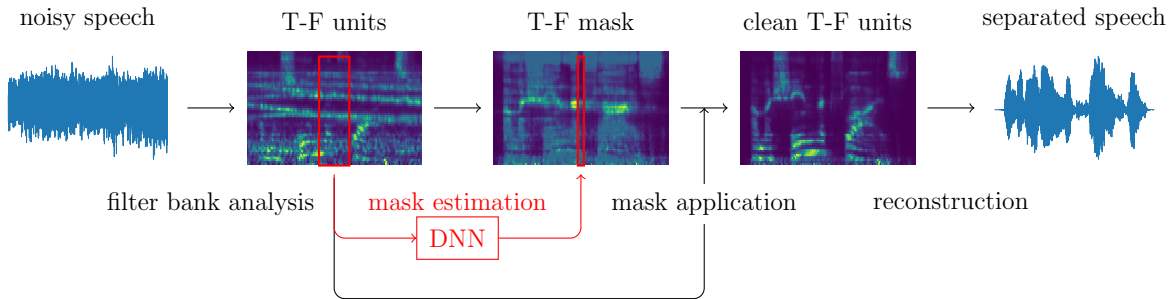 noisy speech
T-F units
T-F mask
clean T-F units
separated speech
filter bank analysis
mask estimation
mask application
reconstruction
DNN